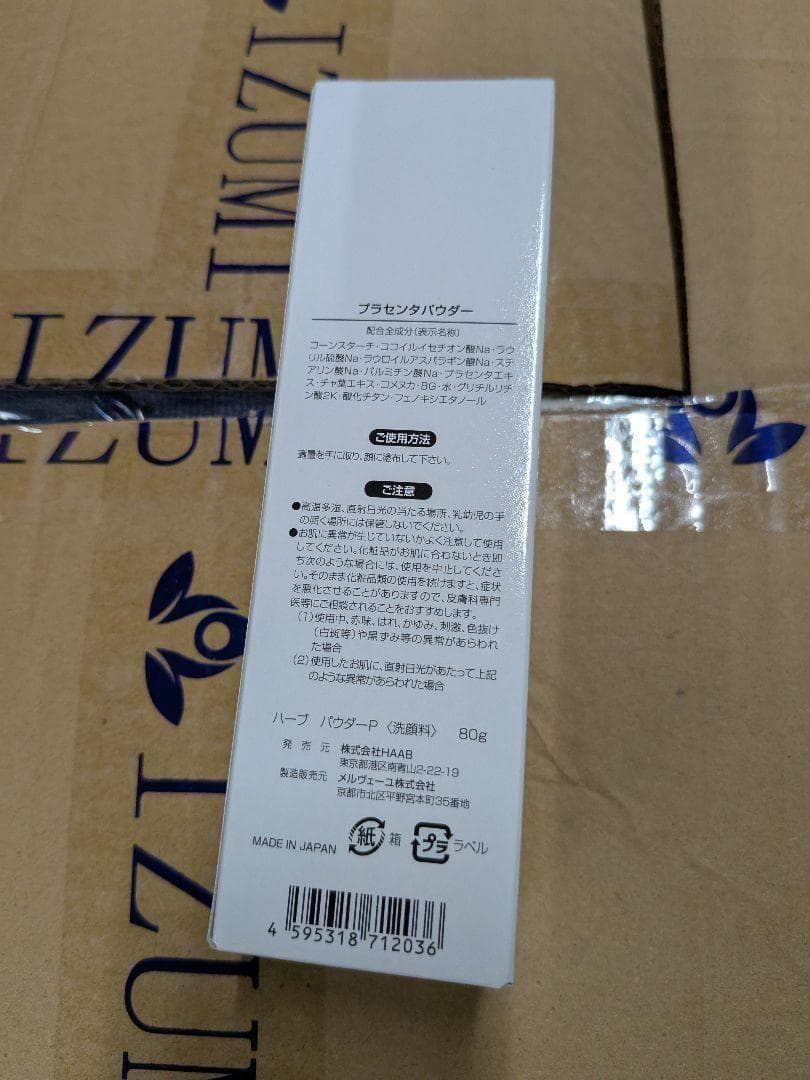 IZUMI
IZUMI
IZUM
プラセンタパウダー
配合全成分(表示名称)
コーンスターチ・ココイルイセチオン酸Na・ラウ
リル硫酸Na・ラウロイルアスパラギン酸Na・ステ
アリン酸Na・パルミチン酸Na・プラセンタエキ
ス・チャ葉エキス・コメヌカ・BG・水・グリチルリチ
ン酸2K・酸化チタン・フェノキシエタノール
ご使用方法
適量を手に取り、顔に塗布して下さい。
ご注意
●高温多湿、直射日光の当たる場所、乳幼児の手
の届く場所には保管しないでください。
●お肌に異常が生じていないかよく注意して使用
してください。化粧品がお肌に合わないとき即
ち次のような場合には、使用を中止してくださ
い。そのまま化粧品類の使用を続けますと、症状
を悪化させることがありますので、皮膚科専門
医等にご相談されることをおすすめします。
(1)使用中、赤味、はれ、かゆみ、刺激、色抜け
(白斑等)や黒ずみ等の異常があらわれ
た場合
(2)使用したお肌に、直射日光があたって上記
のような異常があらわれた場合
ハーブ パウダーP 〈洗顔料〉 80g
発売元 株式会社HAAB
東京都港区南青山2-22-19
製造販売元 メルヴェーユ株式会社
京都市北区平野宮本町35番地
MADE IN JAPAN 紙 箱 プラ ラベル
4 595318 712036
IZI